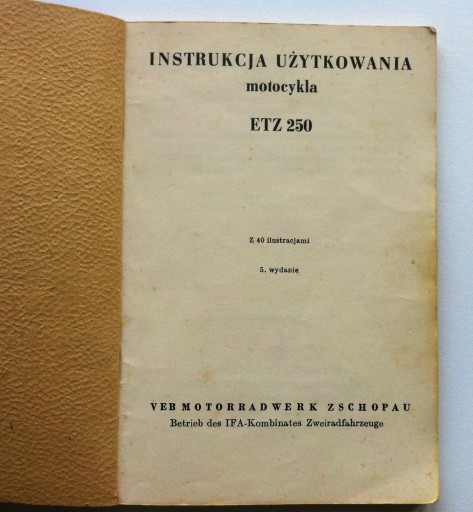 INSTRUKCJA UŻYTKOWANIA
motocykla
ETZ 250
Z 40 ilustracjami
5. wydanie
VEB MOTORRADWERK ZSCHOPAU
Betrieb des IFA-Kombinates Zweiradfahrzeuge